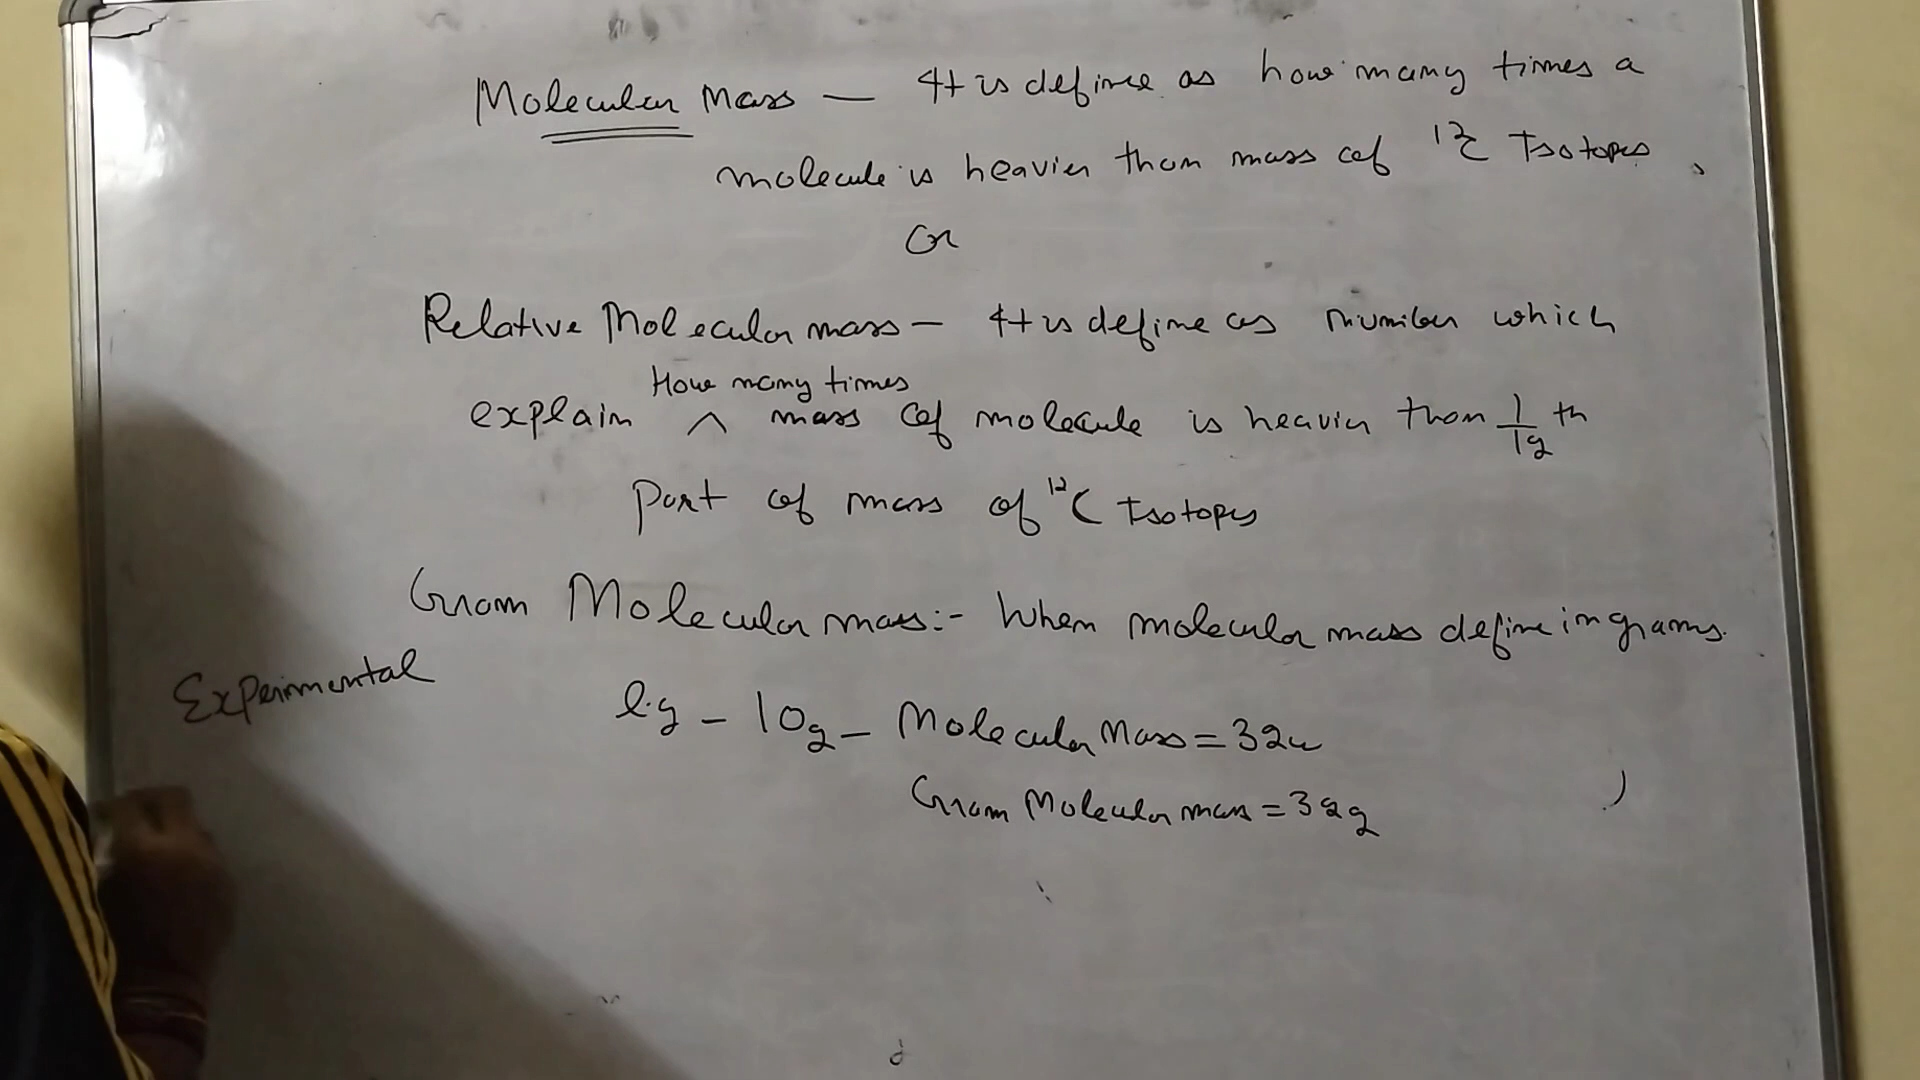 Molecular Mass — It is define as how many times a
molecule is heavier than mass of 12C Isotopes.
Or
Relative Molecular mass — It is define as number which
How many times
explain ^ mass of molecule is heavier than 1/12 th
Part of mass of 12C Isotopes
Gram Molecular mass:- When molecular mass define in grams.
Experimental
e.g - 1O2 - Molecular Mass = 32u
Gram Molecular mass = 32g